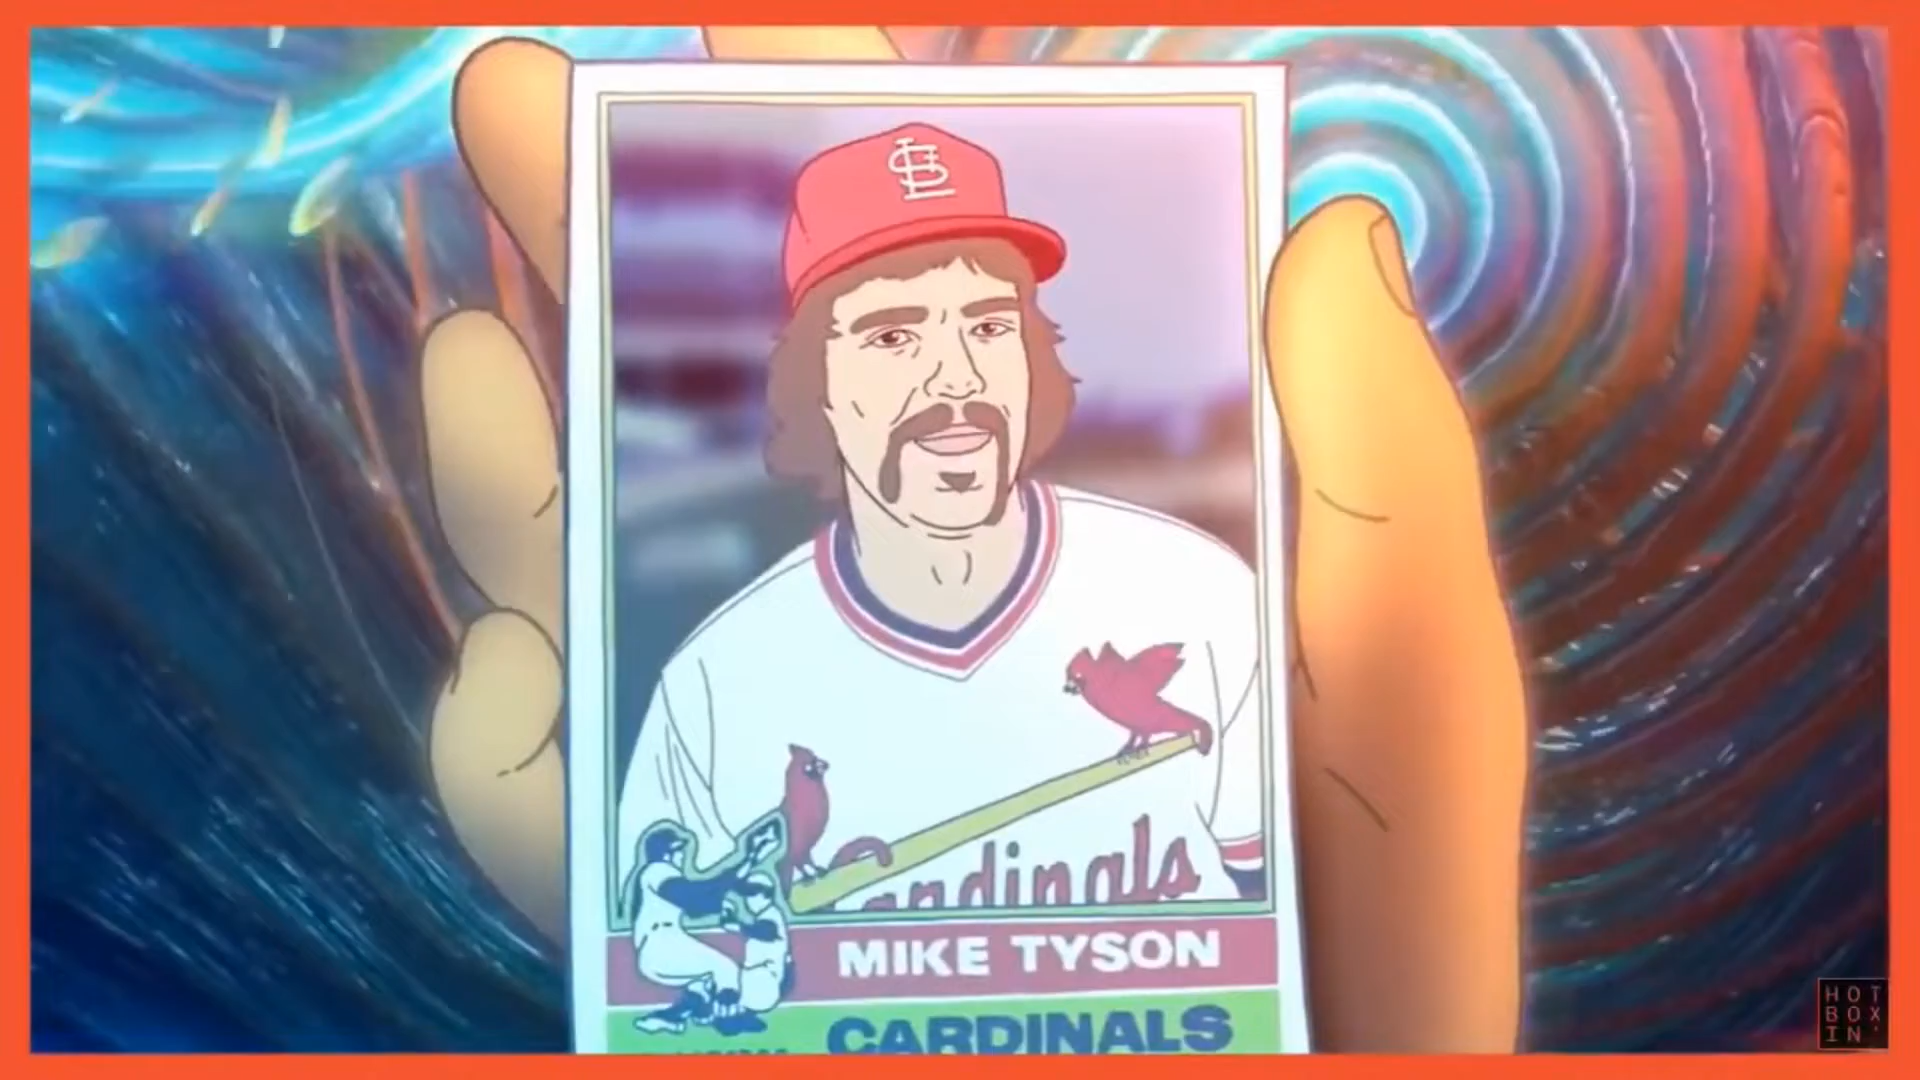 STL
Cardinals
MIKE TYSON
CARDINALS
HOT
BOX
IN'